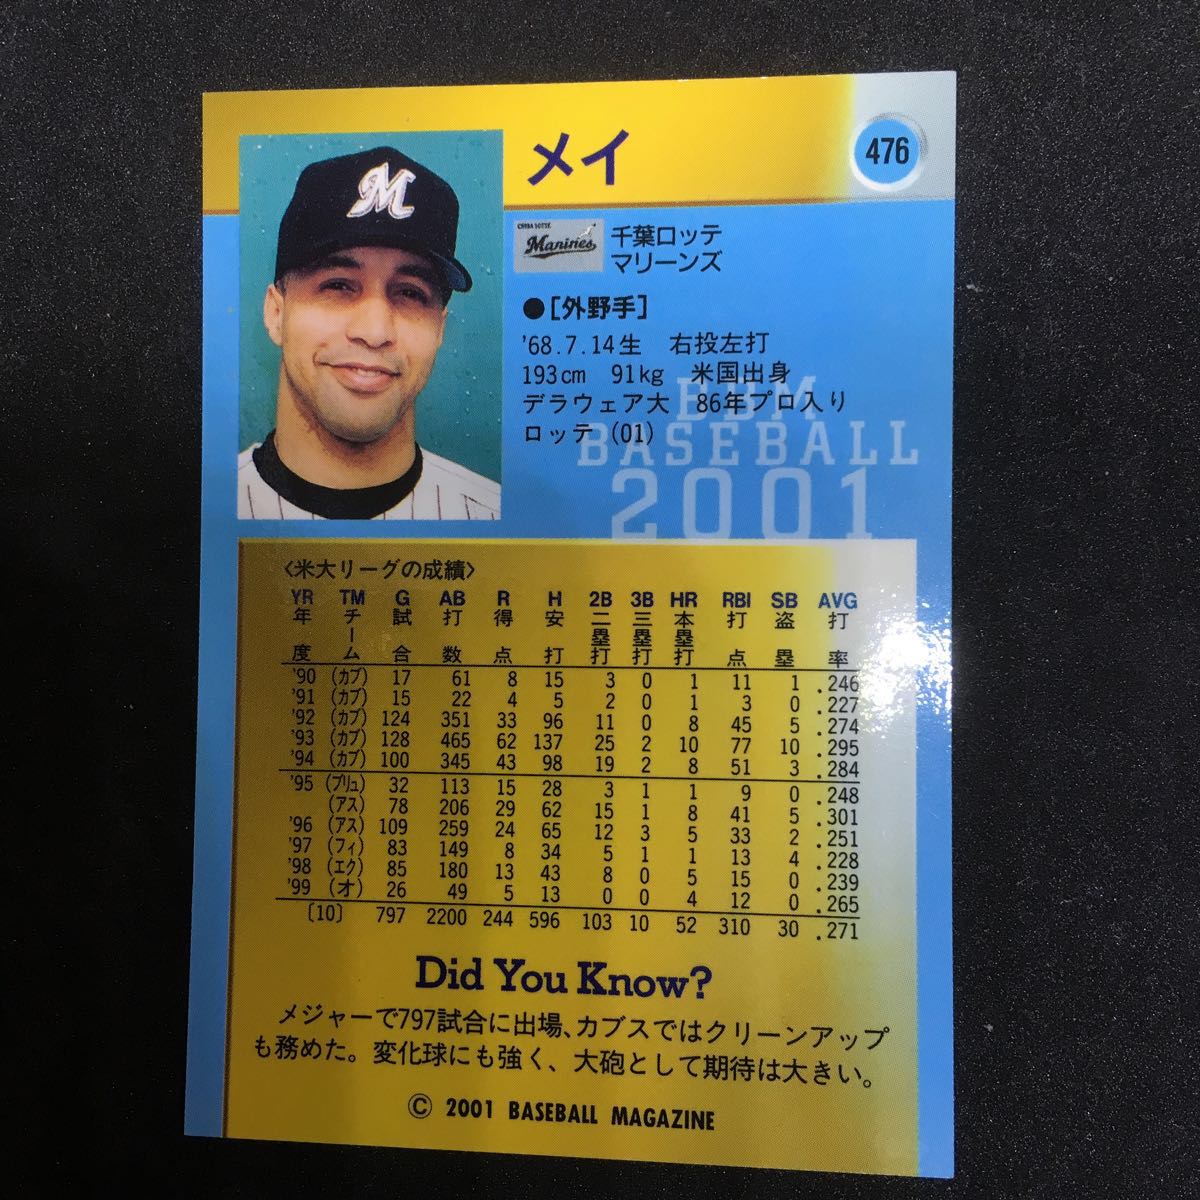 メイ
476
M
CHIBA LOTTE
Marines
千葉ロッテ
マリーンズ
●[外野手]
'68.7.14生 右投左打
193cm 91kg 米国出身
デラウェア大 86年プロ入り
ロッテ (01)
BBM
BASEBALL
2001
〈米大リーグの成績〉
YR TM G AB R H 2B 3B HR RBI SB AVG
年度 チーム 試合 打数 得点 安打 二塁打 三塁打 本塁打 打点 盗塁 打率
'90 (カブ) 17 61 8 15 3 0 1 11 1 .246
'91 (カブ) 15 22 4 5 2 0 1 3 0 .227
'92 (カブ) 124 351 33 96 11 0 8 45 5 .274
'93 (カブ) 128 465 62 137 25 2 10 77 10 .295
'94 (カブ) 100 345 43 98 19 2 8 51 3 .284
'95 (ブリュ) 32 113 15 28 3 1 1 9 0 .248
(アス) 78 206 29 62 15 1 8 41 5 .301
'96 (アス) 109 259 24 65 12 3 5 33 2 .251
'97 (フィ) 83 149 8 34 5 1 1 13 4 .228
'98 (エク) 85 180 13 43 8 0 5 15 0 .239
'99 (オ) 26 49 5 13 0 0 4 12 0 .265
〔10〕 797 2200 244 596 103 10 52 310 30 .271
Did You Know?
メジャーで797試合に出場、カブスではクリーンアップ
も務めた。変化球にも強く、大砲として期待は大きい。
© 2001 BASEBALL MAGAZINE